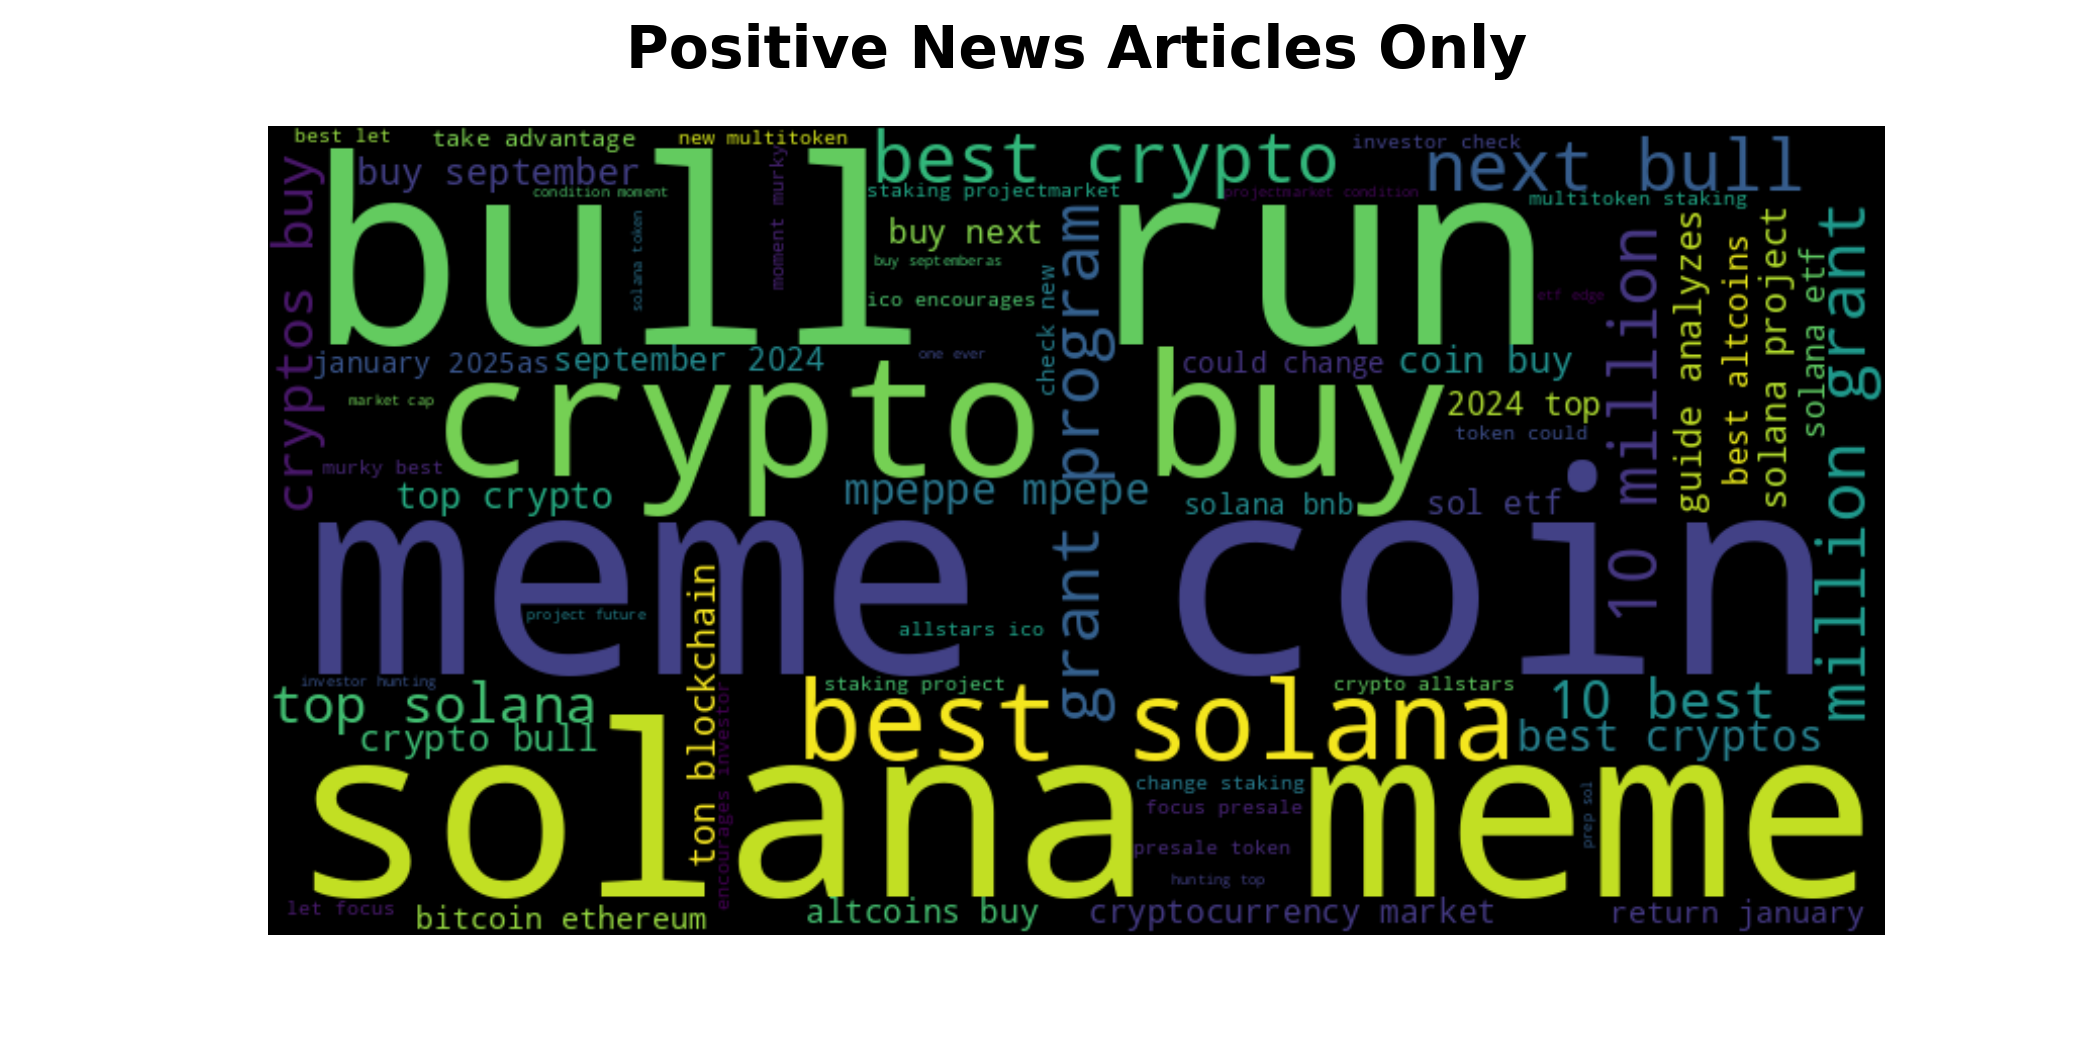 Positive News Articles Only
best let
take advantage
new multitoken
best crypto
investor check
next bull
buy september
condition moment
moment murky
staking projectmarket
projectmarket condition
multitoken staking
cryptos buy
bull run
solana token
buy next
buy septemberas
ico encourages
check new
grant program
etf edge
10 million
guide analyzes
best altcoins
solana project
solana etf
million grant
january 2025as
september 2024
one ever
could change
coin buy
market cap
crypto buy
2024 top
token could
murky best
top crypto
mpeppe mpepe
solana bnb
sol etf
meme coin
project future
ton blockchain
allstars ico
investor hunting
top solana
staking project
crypto allstars
best solana
10 best
crypto bull
best cryptos
encourages investor
solana meme
change staking
focus presale
prep sol
presale token
hunting top
let focus
bitcoin ethereum
altcoins buy
cryptocurrency market
return january